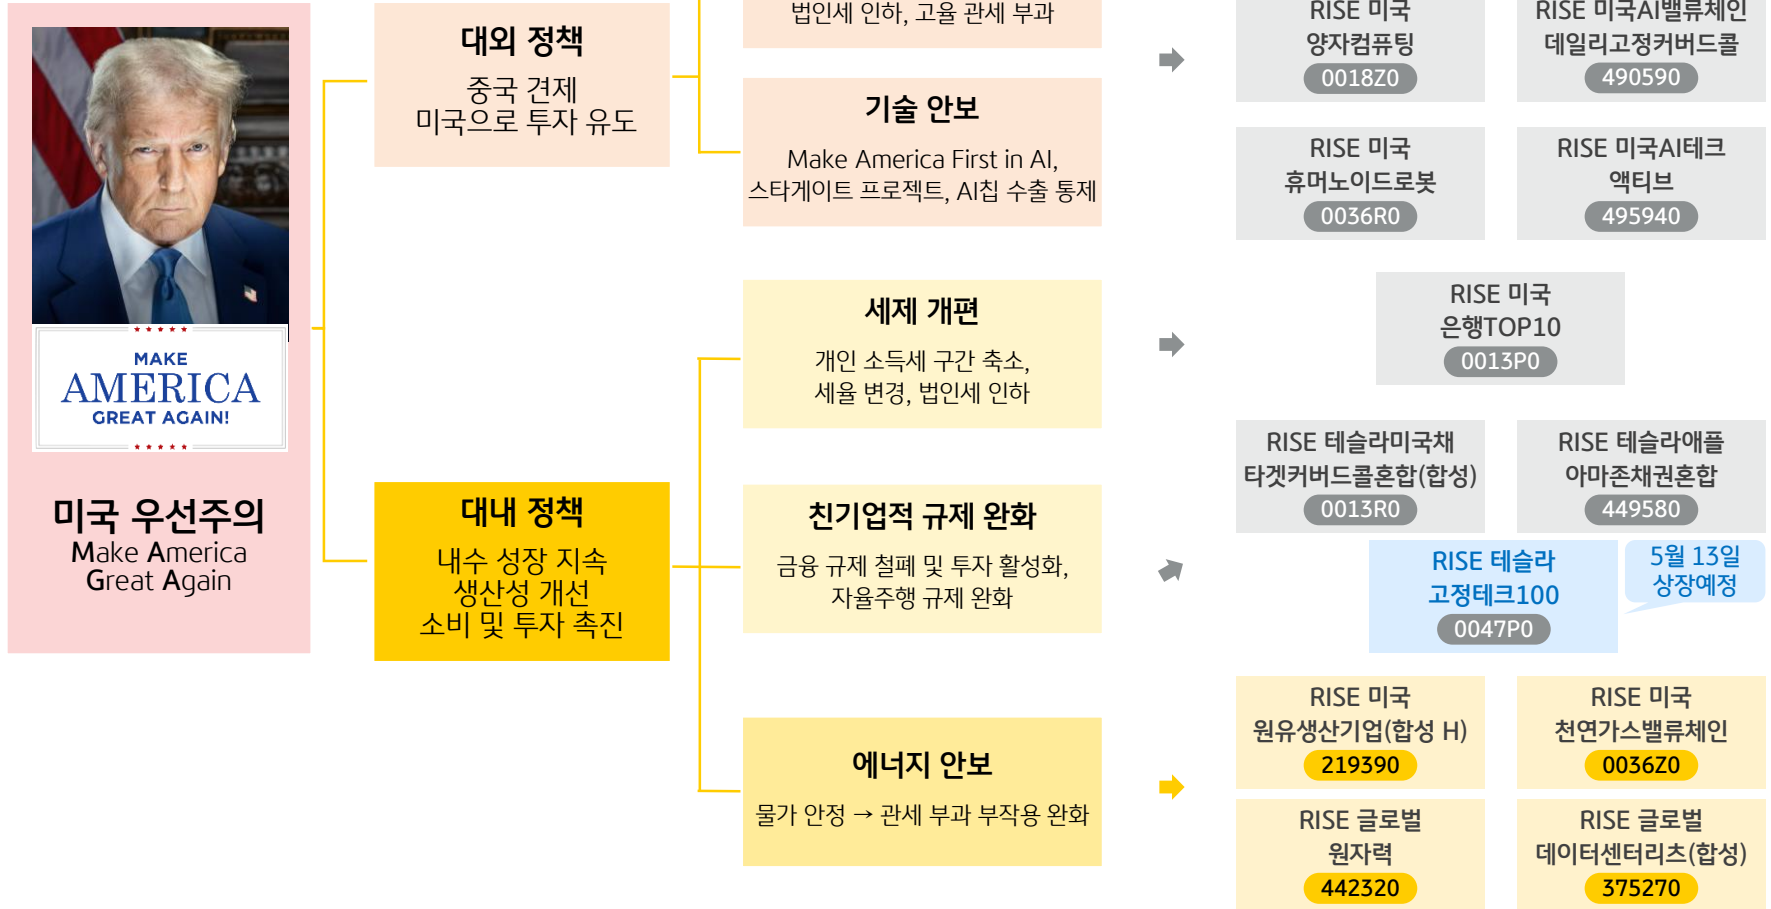 MAKE
AMERICA
GREAT AGAIN!
미국 우선주의
Make America
Great Again
대외 정책
중국 견제
미국으로 투자 유도
대내 정책
내수 성장 지속
생산성 개선
소비 및 투자 촉진
법인세 인하, 고율 관세 부과
기술 안보
Make America First in AI,
스타게이트 프로젝트, AI칩 수출 통제
세제 개편
개인 소득세 구간 축소,
세율 변경, 법인세 인하
친기업적 규제 완화
금융 규제 철폐 및 투자 활성화,
자율주행 규제 완화
에너지 안보
물가 안정 → 관세 부과 부작용 완화
RISE 미국
양자컴퓨팅
0018Z0
RISE 미국AI밸류체인
데일리고정커버드콜
490590
RISE 미국
휴머노이드로봇
0036R0
RISE 미국AI테크
액티브
495940
RISE 미국
은행TOP10
0013P0
RISE 테슬라미국채
타겟커버드콜혼합(합성)
0013R0
RISE 테슬라애플
아마존채권혼합
449580
RISE 테슬라
고정테크100
0047P0
5월 13일
상장예정
RISE 미국
원유생산기업(합성 H)
219390
RISE 미국
천연가스밸류체인
0036Z0
RISE 글로벌
원자력
442320
RISE 글로벌
데이터센터리츠(합성)
375270